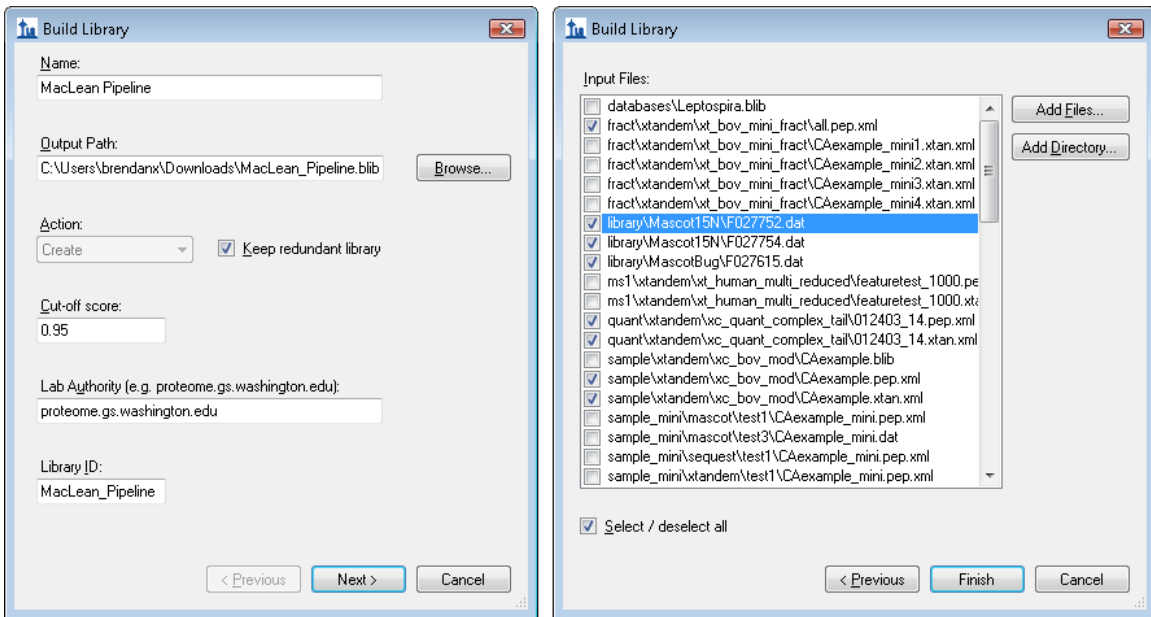 Build Library
Name:
MacLean Pipeline
Output Path:
C:\Users\brendanx\Downloads\MacLean_Pipeline.blib
Browse...
Action:
Create
Keep redundant library
Cut-off score:
0.95
Lab Authority (e.g. proteome.gs.washington.edu):
proteome.gs.washington.edu
Library ID:
MacLean_Pipeline
< Previous
Next >
Cancel
Build Library
Input Files:
databases\Leptospira.blib
fract\xtandem\xt_bov_mini_fract\all.pep.xml
fract\xtandem\xt_bov_mini_fract\CAexample_mini1.xtan.xml
fract\xtandem\xt_bov_mini_fract\CAexample_mini2.xtan.xml
fract\xtandem\xt_bov_mini_fract\CAexample_mini3.xtan.xml
fract\xtandem\xt_bov_mini_fract\CAexample_mini4.xtan.xml
library\Mascot15N\F027752.dat
library\Mascot15N\F027754.dat
library\MascotBug\F027615.dat
ms1\xtandem\xt_human_multi_reduced\featuretest_1000.pe
ms1\xtandem\xt_human_multi_reduced\featuretest_1000.xta
quant\xtandem\xc_quant_complex_tail\012403_14.pep.xml
quant\xtandem\xc_quant_complex_tail\012403_14.xtan.xml
sample\xtandem\xc_bov_mod\CAexample.blib
sample\xtandem\xc_bov_mod\CAexample.pep.xml
sample\xtandem\xc_bov_mod\CAexample.xtan.xml
sample_mini\mascot\test1\CAexample_mini.pep.xml
sample_mini\mascot\test3\CAexample_mini.dat
sample_mini\sequest\test1\CAexample_mini.pep.xml
sample_mini\xtandem\test1\CAexample_mini.pep.xml
Add Files...
Add Directory...
Select / deselect all
< Previous
Finish
Cancel